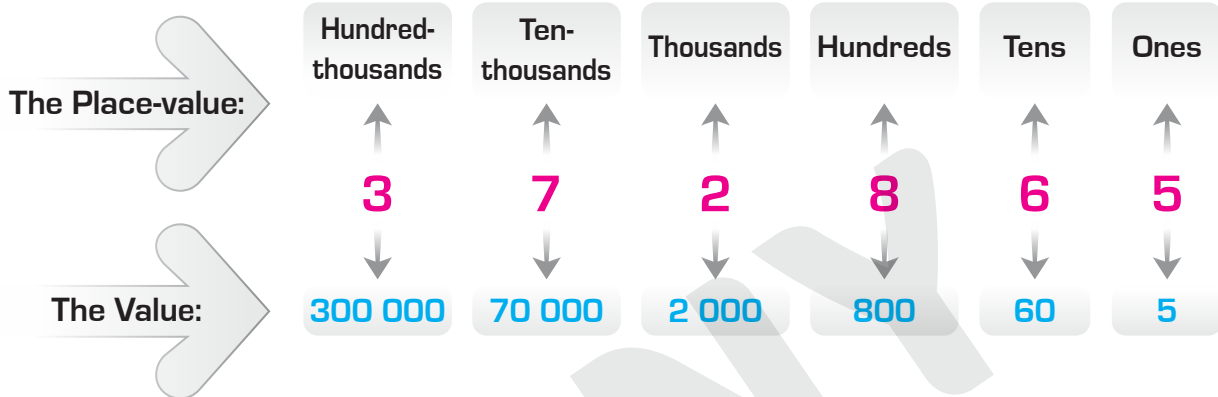 Hundred-
thousands
Ten-
thousands
Thousands
Hundreds
Tens
Ones
The Place-value:
3 7 2 8 6 5
The Value:
300 000 70 000 2 000 800 60 5